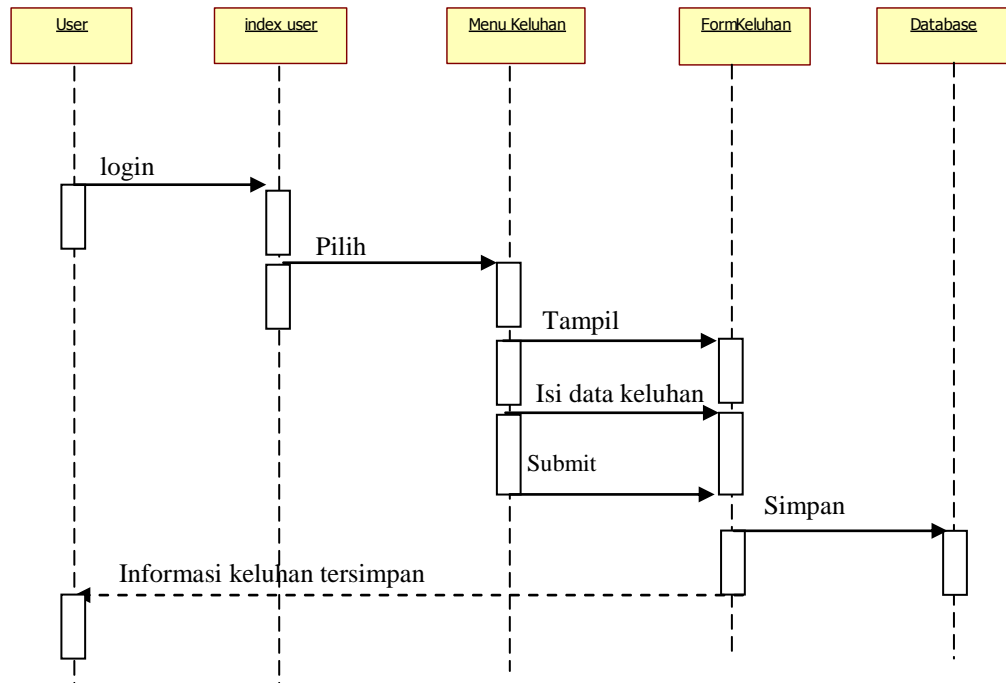 User
index user
Menu Keluhan
FormKeluhan
Database
login
Pilih
Tampil
Isi data keluhan
Submit
Simpan
Informasi keluhan tersimpan